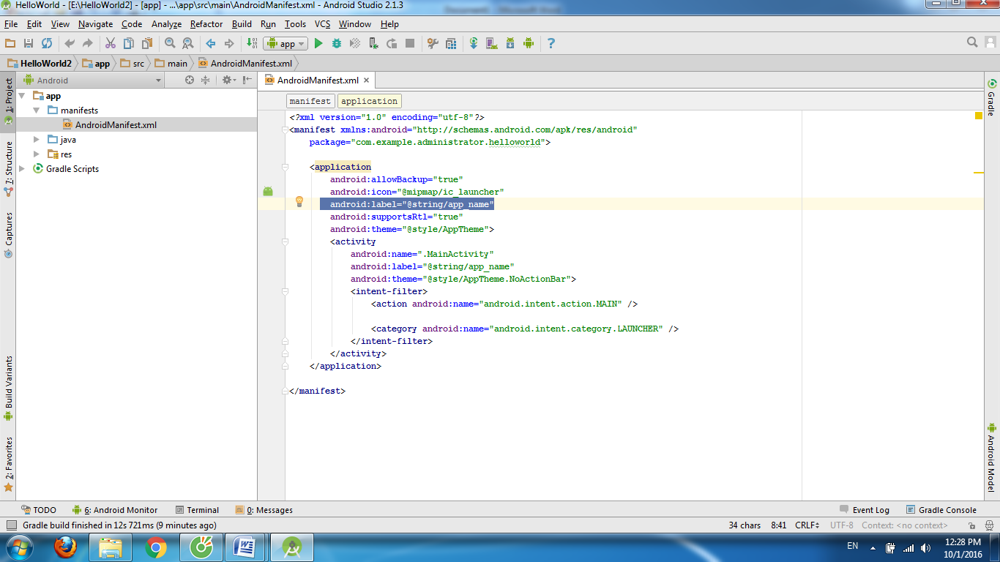 HelloWorld - [E:\HelloWorld2] - [app] - ...\app\src\main\AndroidManifest.xml - Android Studio 2.1.3
File Edit View Navigate Code Analyze Refactor Build Run Tools VCS Window Help
app
HelloWorld2 app src main AndroidManifest.xml
1: Project
7: Structure
Captures
Build Variants
2: Favorites
Android
app
manifests
AndroidManifest.xml
java
res
Gradle Scripts
AndroidManifest.xml
manifest application
<?xml version="1.0" encoding="utf-8"?>
<manifest xmlns:android="http://schemas.android.com/apk/res/android"
package="com.example.administrator.helloworld">
<application
android:allowBackup="true"
android:icon="@mipmap/ic_launcher"
android:label="@string/app_name"
android:supportsRtl="true"
android:theme="@style/AppTheme">
<activity
android:name=".MainActivity"
android:label="@string/app_name"
android:theme="@style/AppTheme.NoActionBar">
<intent-filter>
<action android:name="android.intent.action.MAIN" />
<category android:name="android.intent.category.LAUNCHER" />
</intent-filter>
</activity>
</application>
</manifest>
Gradle
Android Model
TODO 6: Android Monitor Terminal 0: Messages Event Log Gradle Console
Gradle build finished in 12s 721ms (9 minutes ago) 34 chars 8:41 CRLF÷ UTF-8 Context: <no context>
EN 12:28 PM
10/1/2016